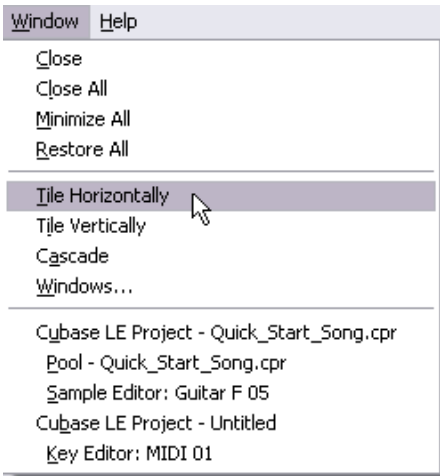 Window Help
Close
Close All
Minimize All
Restore All
Tile Horizontally
Tile Vertically
Cascade
Windows...
Cubase LE Project - Quick_Start_Song.cpr
Pool - Quick_Start_Song.cpr
Sample Editor: Guitar F 05
Cubase LE Project - Untitled
Key Editor: MIDI 01